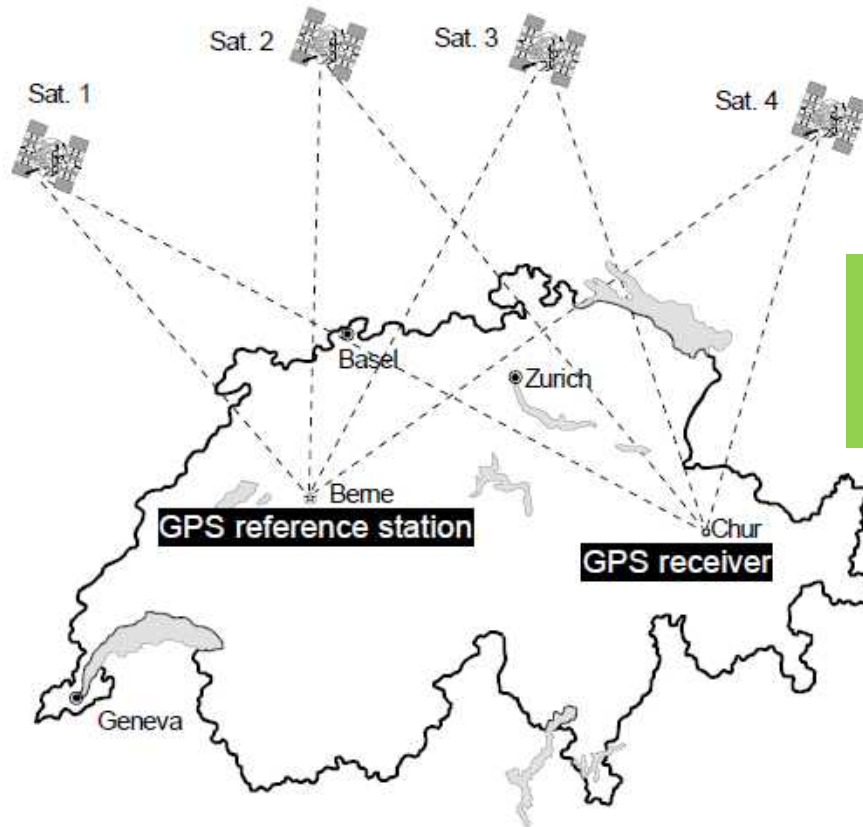 Sat. 2
Sat. 3
Sat. 1
Sat. 4
Basel
Zurich
Berne
GPS reference station
Chur
GPS receiver
Geneva